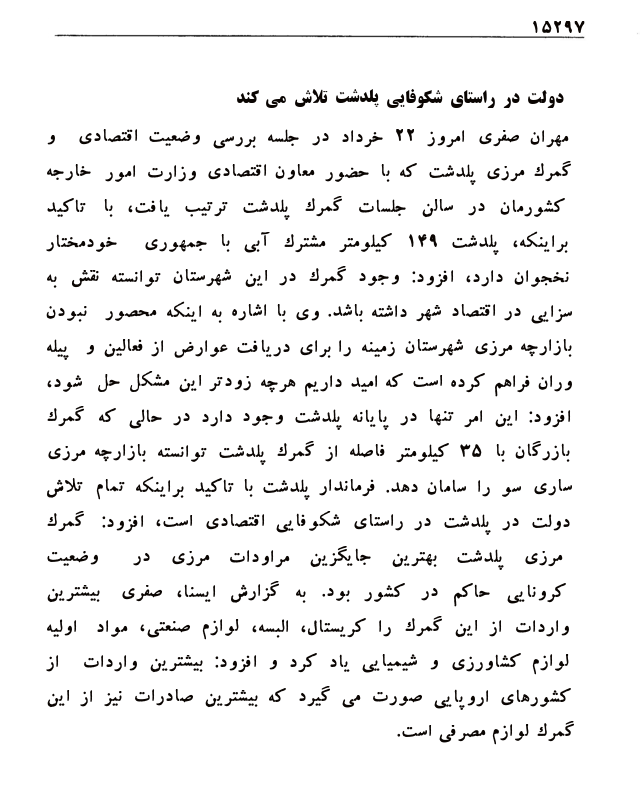 ۱۵۲۹۷
دولت در راستای شکوفایی پلدشت تلاش می کند
مهران صفری امروز ۲۲ خرداد در جلسه بررسی وضعیت اقتصادی و
گمرك مرزی پلدشت که با حضور معاون اقتصادی وزارت امور خارجه
کشورمان در سالن جلسات گمرك پلدشت ترتیب یافت، با تاکید
براینکه، پلدشت ۱۴۹ کیلومتر مشترك آبی با جمهوری خودمختار
نخجوان دارد، افزود: وجود گمرك در این شهرستان توانسته نقش به
سزایی در اقتصاد شهر داشته باشد. وی با اشاره به اینکه محصور نبودن
بازارچه مرزی شهرستان زمینه را برای دریافت عوارض از فعالین و پیله
وران فراهم کرده است که امید داریم هرچه زودتر این مشکل حل شود،
افزود: این امر تنها در پایانه پلدشت وجود دارد در حالی که گمرك
بازرگان با ۳۵ کیلومتر فاصله از گمرك پلدشت توانسته بازارچه مرزی
ساری سو را سامان دهد. فرماندار پلدشت با تاکید براینکه تمام تلاش
دولت در پلدشت در راستای شکوفایی اقتصادی است، افزود: گمرك
مرزی پلدشت بهترین جایگزین مراودات مرزی در وضعیت
کرونایی حاکم در کشور بود. به گزارش ایسنا، صفری بیشترین
واردات از این گمرك را کریستال، البسه، لوازم صنعتی، مواد اولیه
لوازم کشاورزی و شیمیایی یاد کرد و افزود: بیشترین واردات از
کشورهای اروپایی صورت می گیرد که بیشترین صادرات نیز از این
گمرك لوازم مصرفی است.